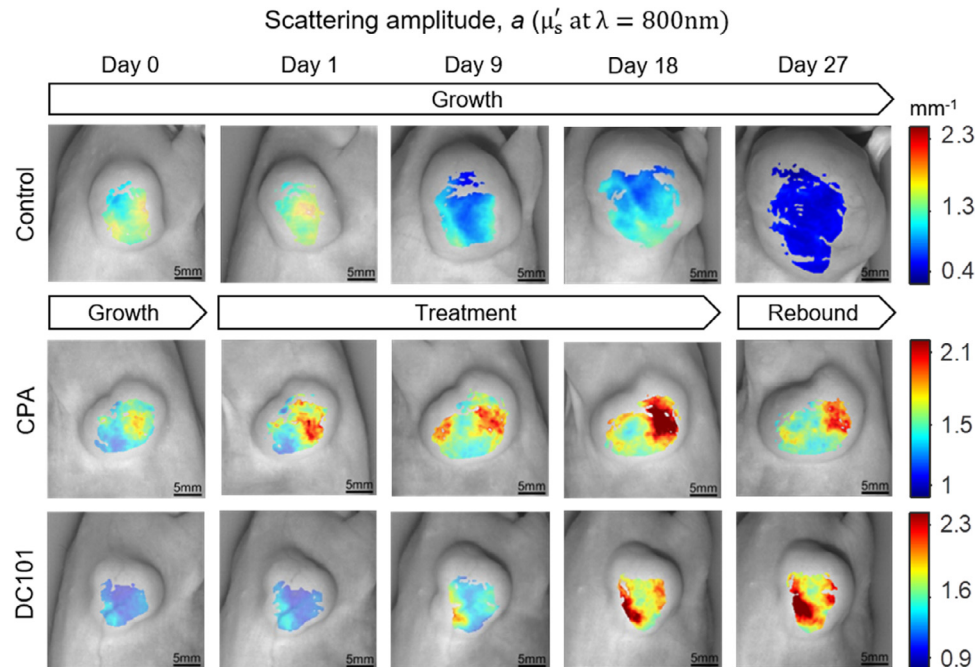 Scattering amplitude, a (μ′s at λ = 800nm)
Day 0 Day 1 Day 9 Day 18 Day 27
Growth
mm⁻¹
Control
5mm 5mm 5mm 5mm 5mm
2.3
1.3
0.4
Growth Treatment Rebound
CPA
5mm 5mm 5mm 5mm 5mm
2.1
1.5
1
DC101
5mm 5mm 5mm 5mm 5mm
2.3
1.6
0.9